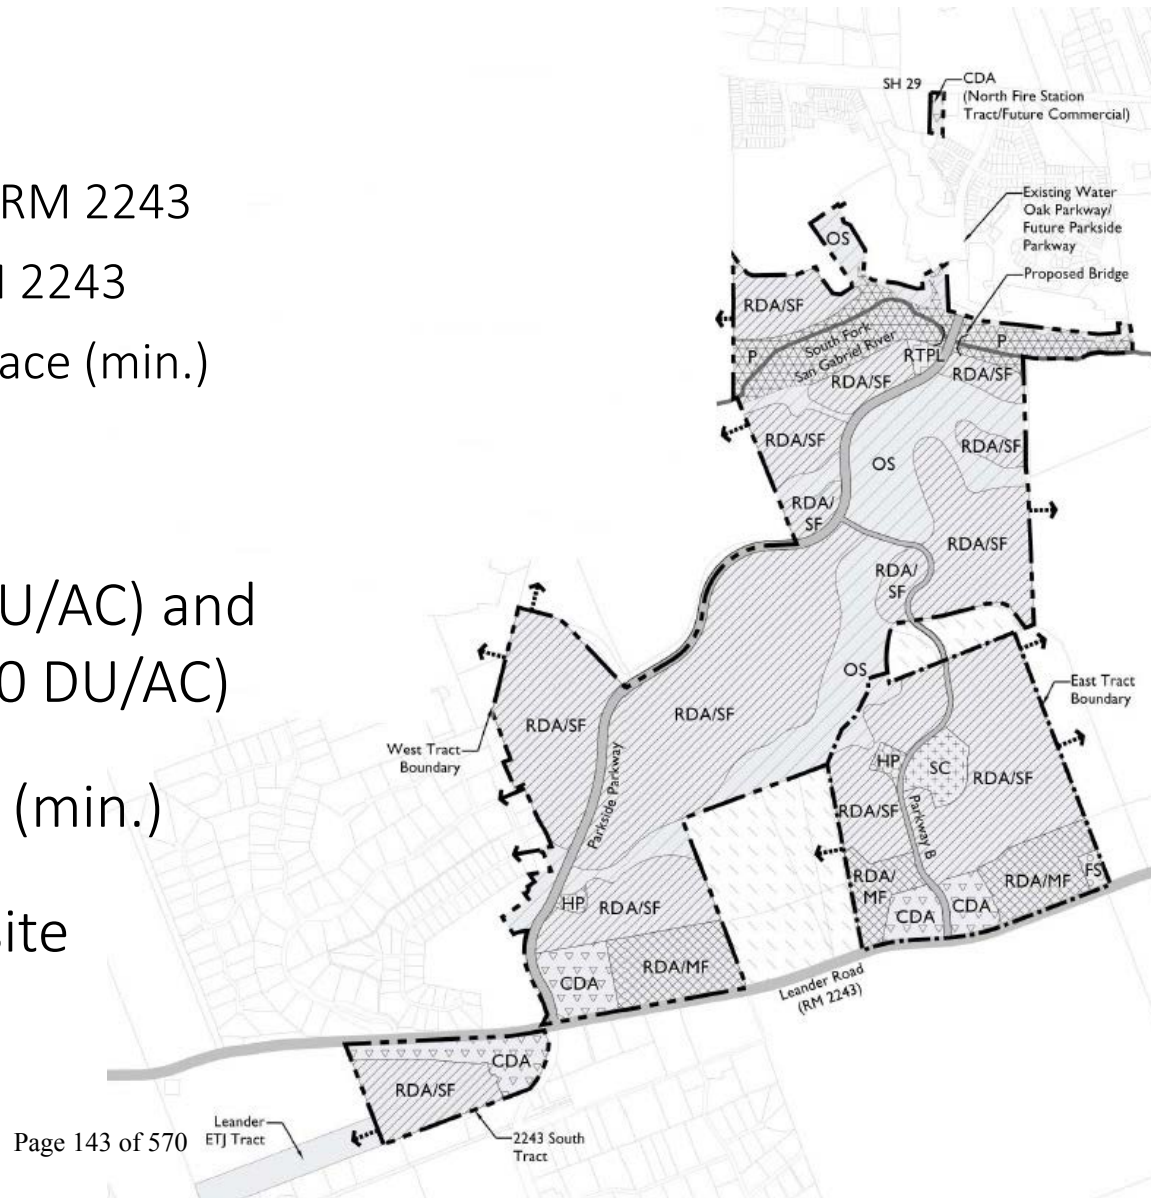 RM 2243
2243
ace (min.)
U/AC) and
0 DU/AC)
(min.)
site
SH 29
CDA
(North Fire Station
Tract/Future Commercial)
Existing Water
Oak Parkway/
Future Parkside
Parkway
Proposed Bridge
OS
RDA/SF
P
South Fork
San Gabriel River
RTPL
P
RDA/SF
RDA/SF
RDA/SF
RDA/SF
OS
RDA/
SF
RDA/SF
RDA/
SF
OS
East Tract
Boundary
RDA/SF
RDA/SF
West Tract
Boundary
Parkside Parkway
HP
SC
RDA/SF
RDA/SF
Parkway B
RDA/
MF
RDA/MF
FS
CDA
CDA
HP
RDA/SF
CDA
RDA/MF
Leander Road
(RM 2243)
CDA
RDA/SF
Leander
ETJ Tract
2243 South
Tract
Page 143 of 570